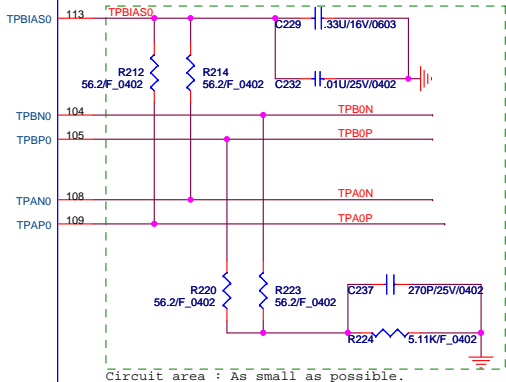 TPBIAS0 113 TPBIAS0
C229 .33U/16V/0603
R212 R214
56.2/F_0402 56.2/F_0402
C232 .01U/25V/0402
TPBN0 104 TPB0N
TPBP0 105 TPB0P
TPAN0 108 TPA0N
TPAP0 109 TPA0P
R220 R223
56.2/F_0402 56.2/F_0402
C237 270P/25V/0402
R224 5.11K/F_0402
Circuit area : As small as possible.